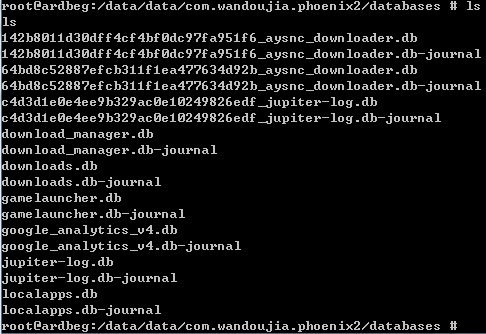 root@ardbeg:/data/data/com.wandoujia.phoenix2/databases # ls
ls
142b8011d30dff4cf4bf0dc97fa951f6_aysnc_downloader.db
142b8011d30dff4cf4bf0dc97fa951f6_aysnc_downloader.db-journal
64bd8c52887efcb311f1ea477634d92b_aysnc_downloader.db
64bd8c52887efcb311f1ea477634d92b_aysnc_downloader.db-journal
c4d3d1e0e4ee9b329ac0e10249826edf_jupiter-log.db
c4d3d1e0e4ee9b329ac0e10249826edf_jupiter-log.db-journal
download_manager.db
download_manager.db-journal
downloads.db
downloads.db-journal
gamelauncher.db
gamelauncher.db-journal
google_analytics_v4.db
google_analytics_v4.db-journal
jupiter-log.db
jupiter-log.db-journal
localapps.db
localapps.db-journal
root@ardbeg:/data/data/com.wandoujia.phoenix2/databases #